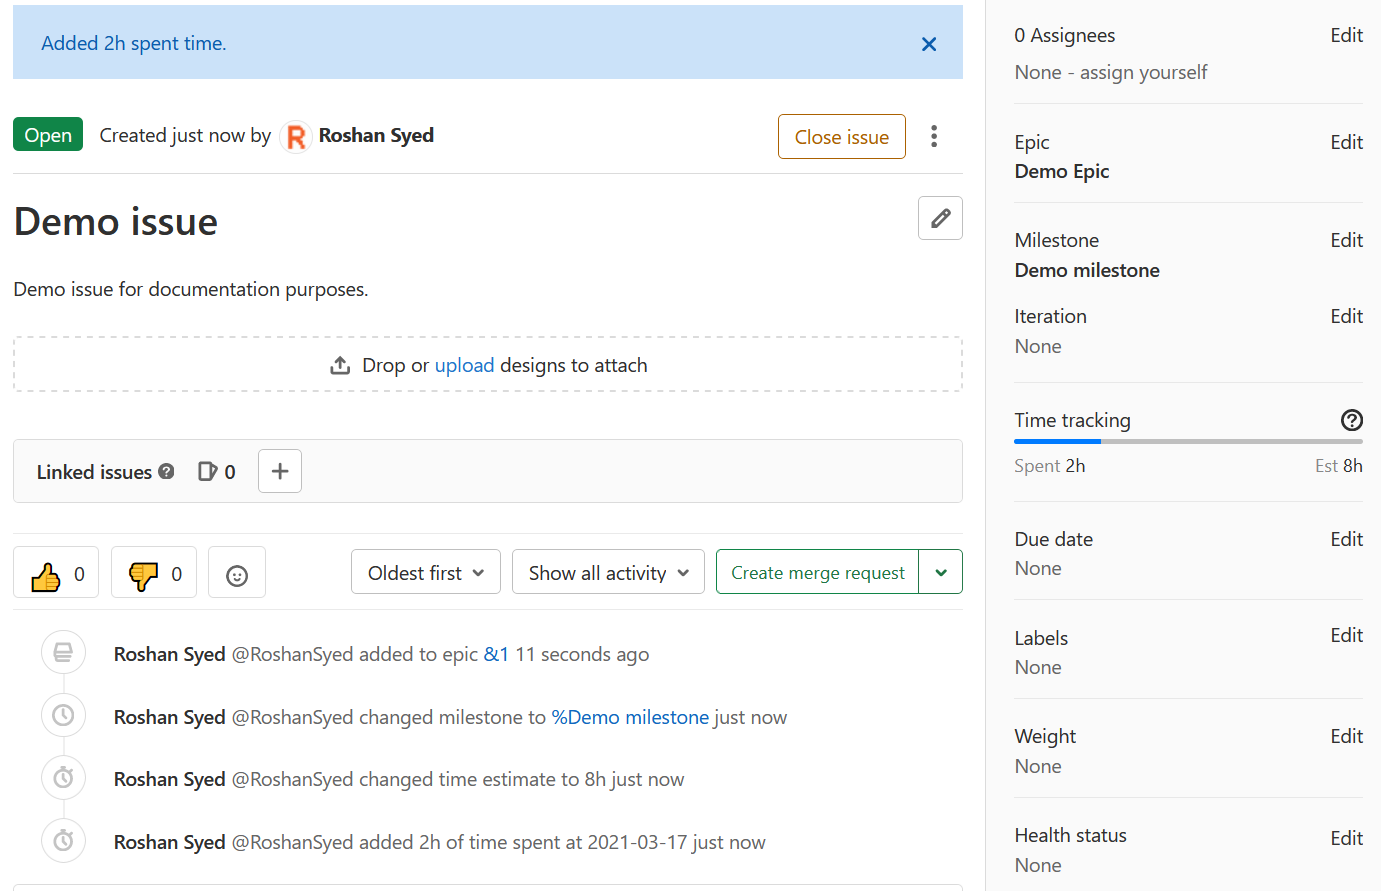 Added 2h spent time.
Open Created just now by R Roshan Syed Close issue
Demo issue
Demo issue for documentation purposes.
Drop or upload designs to attach
Linked issues ? 0
0 0 Oldest first Show all activity Create merge request
Roshan Syed @RoshanSyed added to epic &1 11 seconds ago
Roshan Syed @RoshanSyed changed milestone to %Demo milestone just now
Roshan Syed @RoshanSyed changed time estimate to 8h just now
Roshan Syed @RoshanSyed added 2h of time spent at 2021-03-17 just now
0 Assignees Edit
None - assign yourself
Epic Edit
Demo Epic
Milestone Edit
Demo milestone
Iteration Edit
None
Time tracking ?
Spent 2h Est 8h
Due date Edit
None
Labels Edit
None
Weight Edit
None
Health status Edit
None